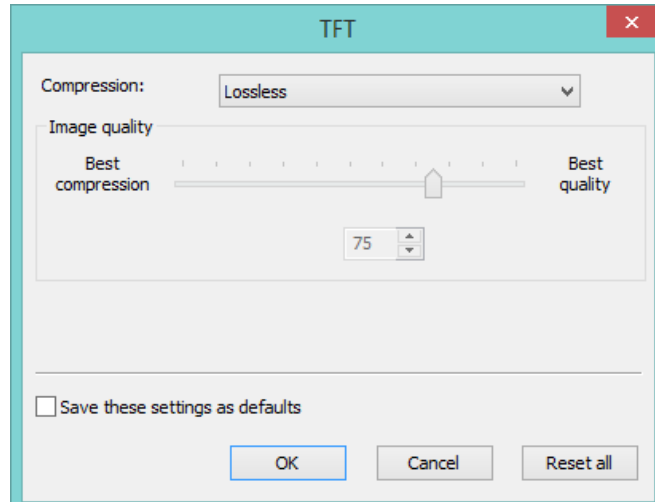 TFT
Compression:
Lossless
Image quality
Best compression
Best quality
75
Save these settings as defaults
OK
Cancel
Reset all